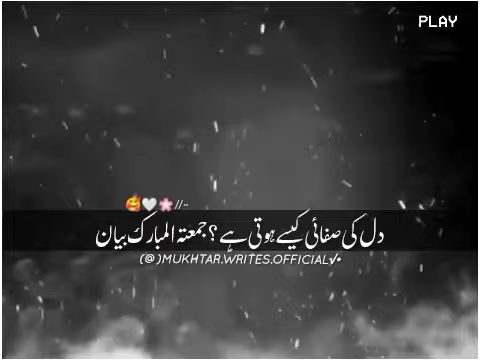 PLAY
🥰🤍🌸//~
دل کی صفائی کیسے ہوتی ہے ؟ جمعتہ المبارک بیان
(@)MUKHTAR.WRITES.OFFICIAL✓•